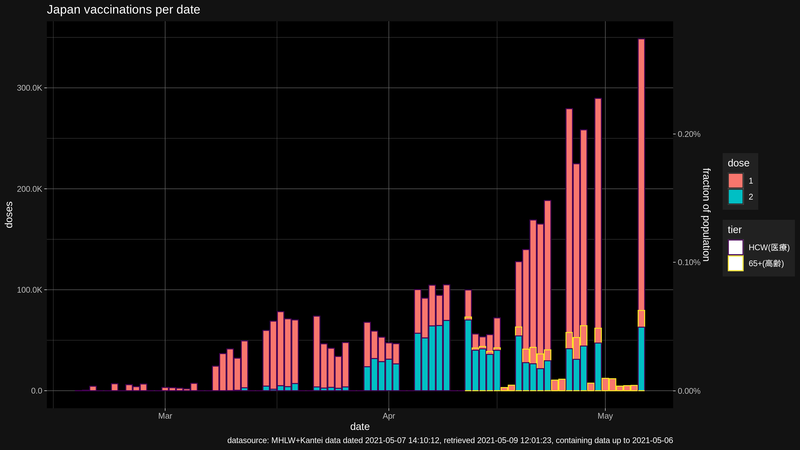 Japan vaccinations per date
doses
300.0K
200.0K
100.0K
0.0
0.20%
0.10%
0.00%
fraction of population
Mar
Apr
May
date
dose
1
2
tier
HCW(医療)
65+(高齢)
datasource: MHLW+Kantei data dated 2021-05-07 14:10:12, retrieved 2021-05-09 12:01:23, containing data up to 2021-05-06